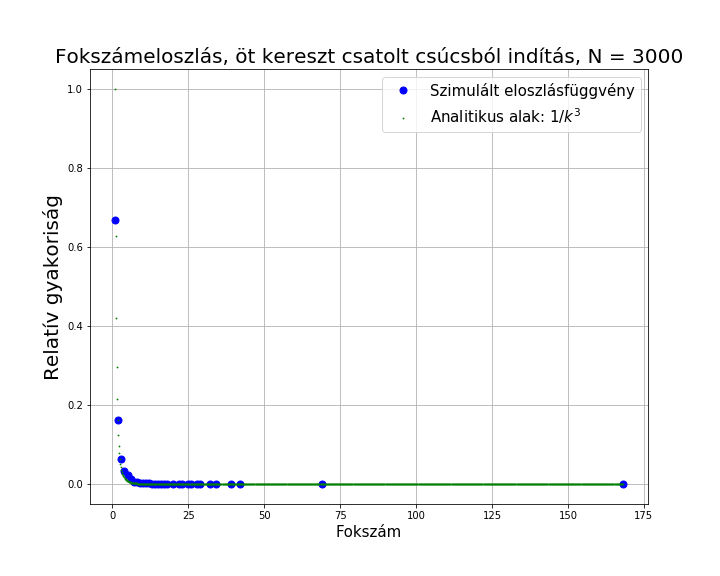 Fokszámeloszlás, öt kereszt csatolt csúcsból indítás, N = 3000
Szimulált eloszlásfüggvény
Analitikus alak: 1/k³
Relatív gyakoriság
1.0
0.8
0.6
0.4
0.2
0.0
0 25 50 75 100 125 150 175
Fokszám